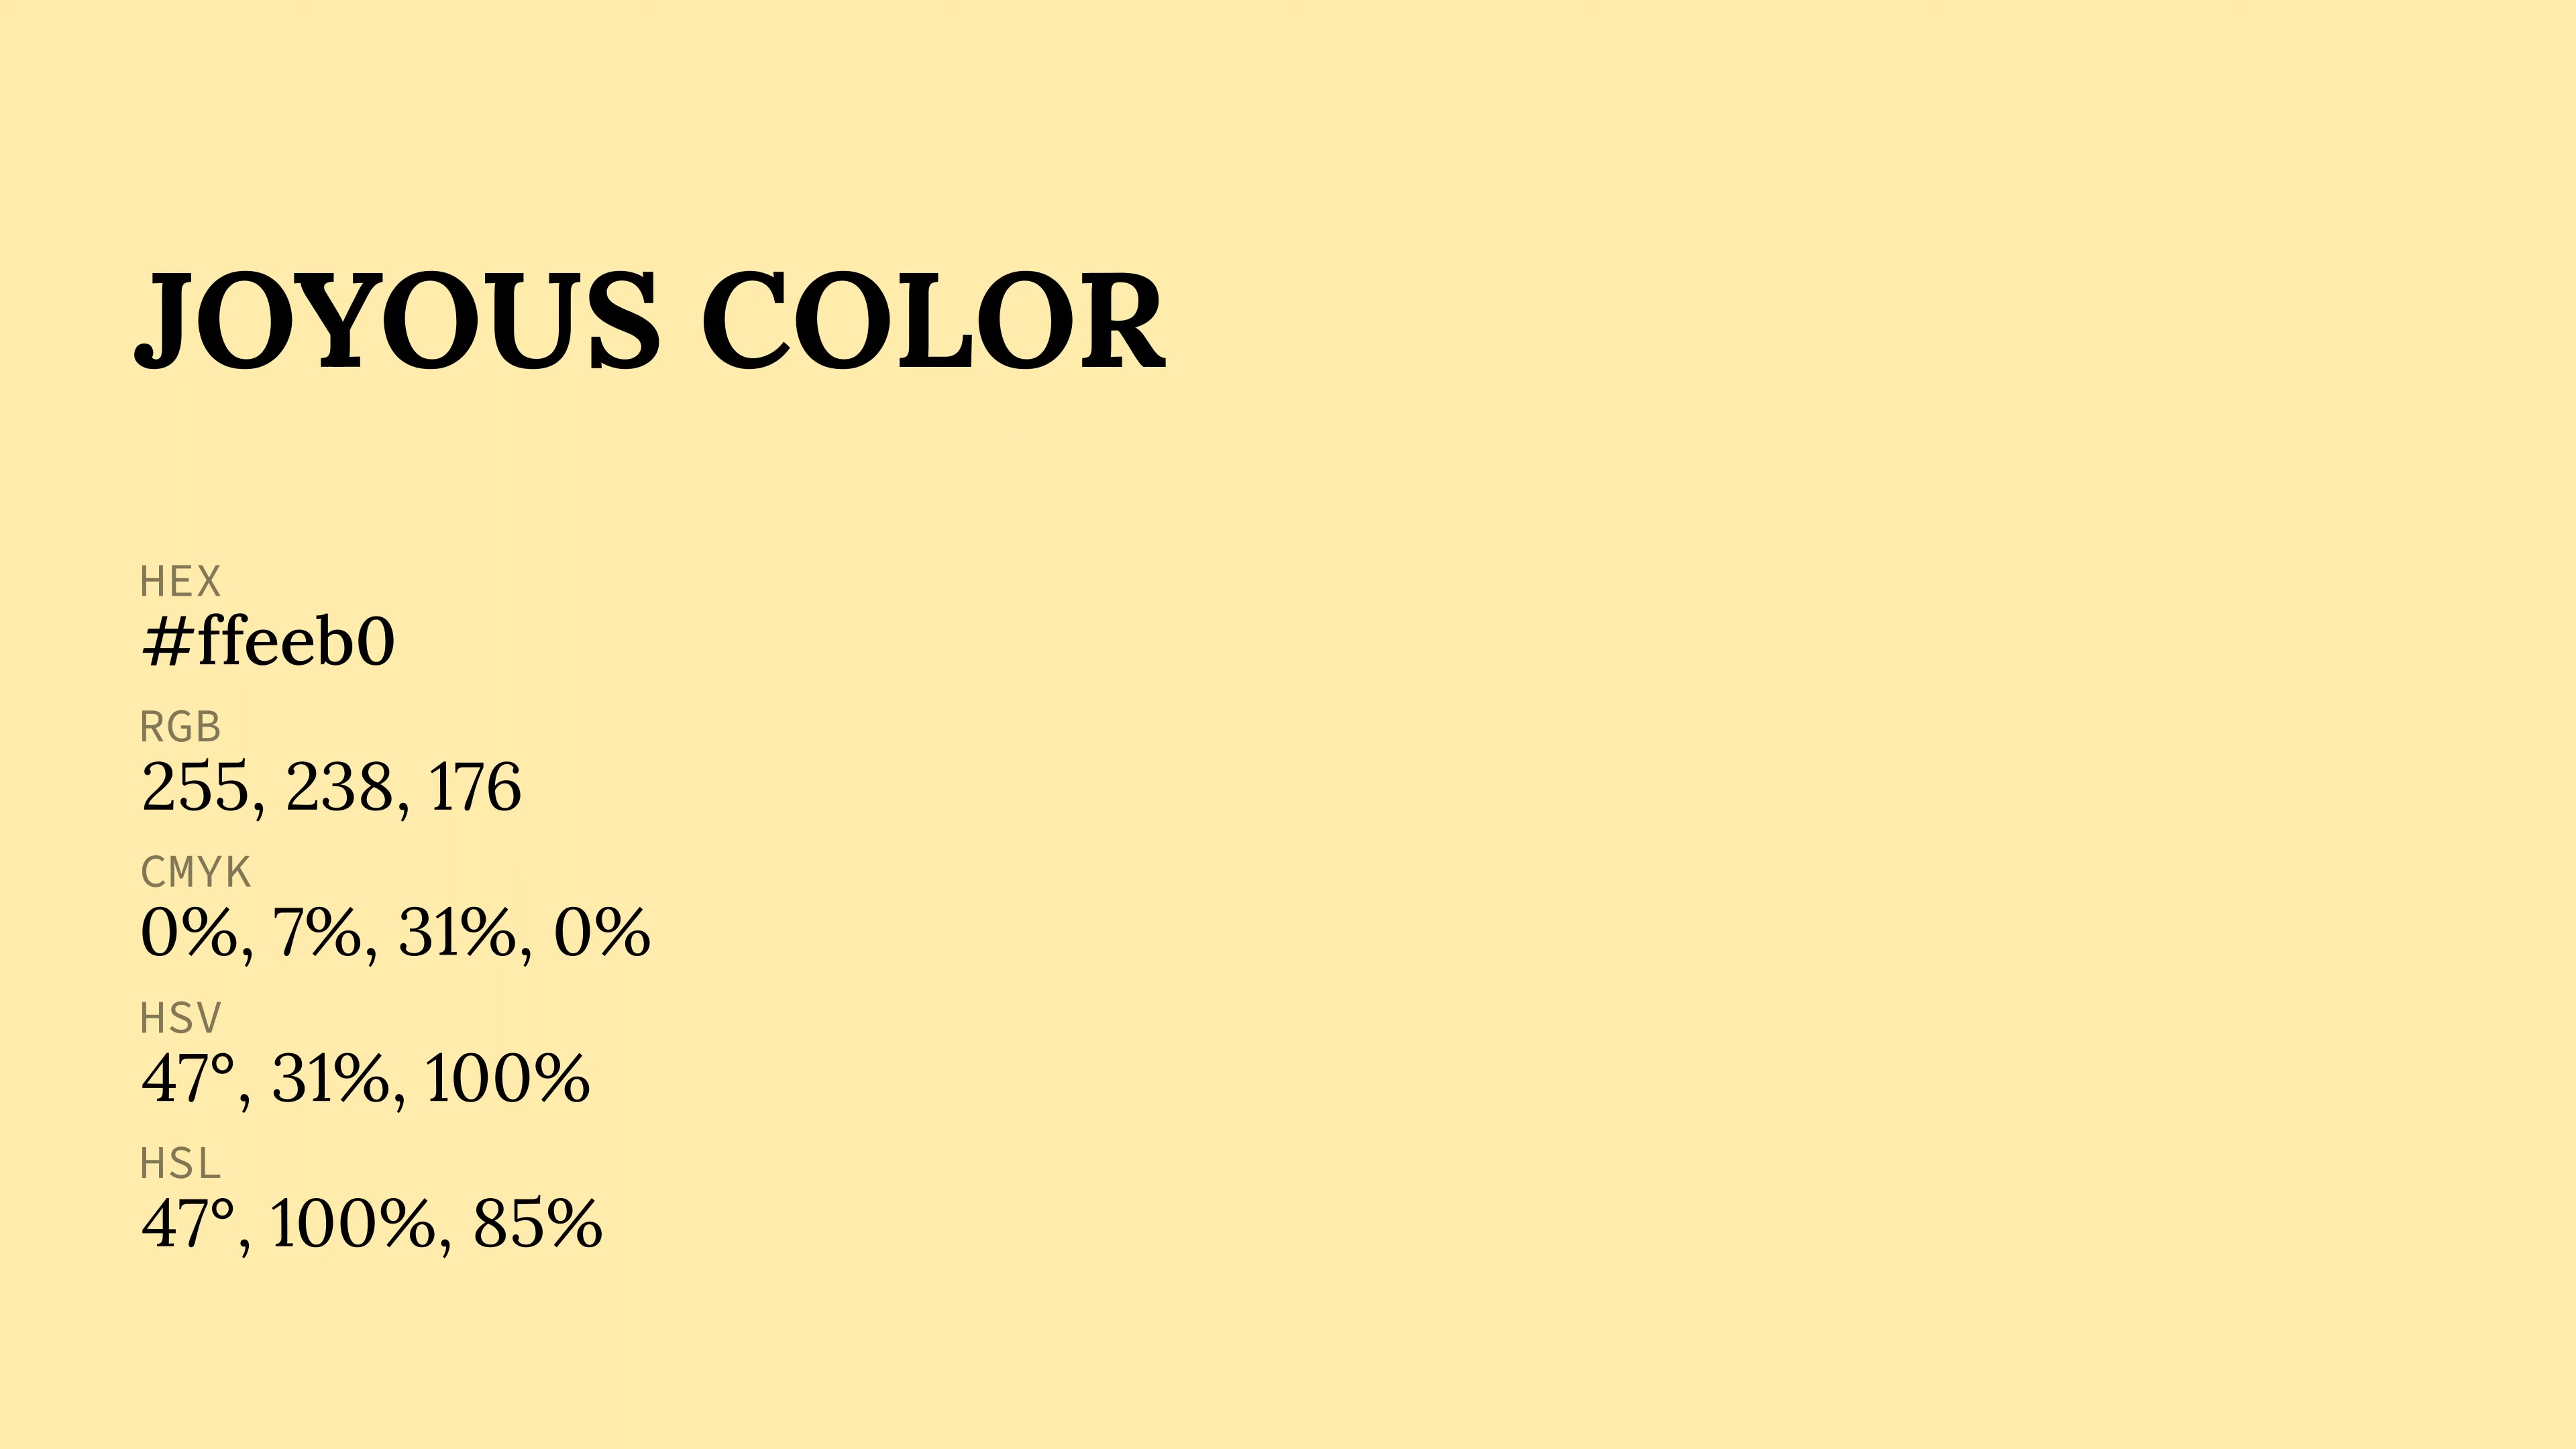 JOYOUS COLOR
HEX
#ffeeb0
RGB
255, 238, 176
CMYK
0%, 7%, 31%, 0%
HSV
47°, 31%, 100%
HSL
47°, 100%, 85%